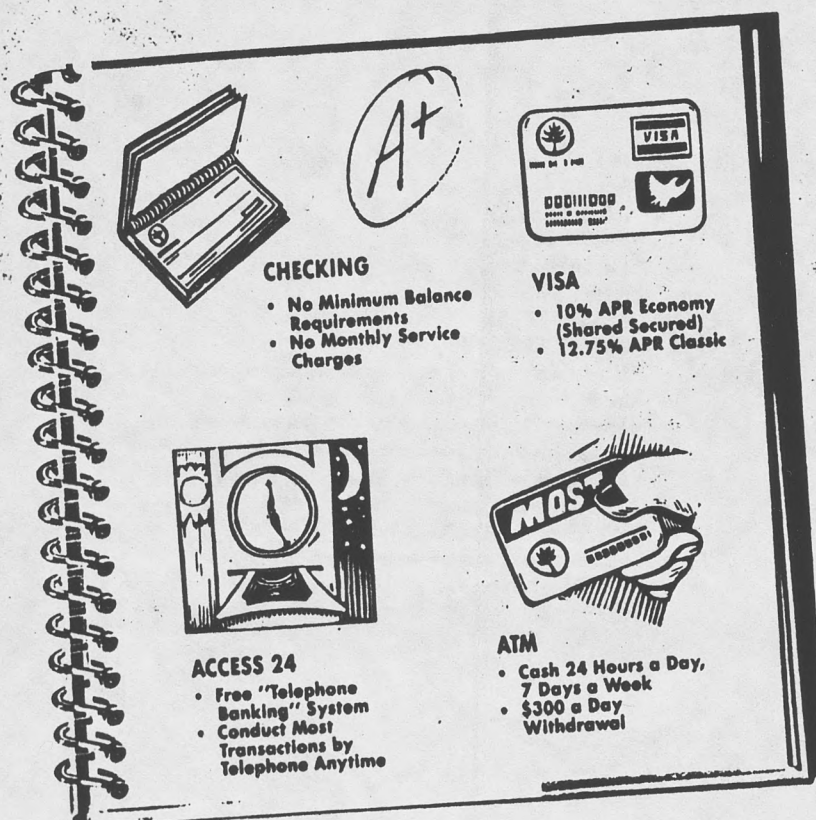 A+
VISA
CHECKING
• No Minimum Balance
Requirements
• No Monthly Service
Charges
VISA
• 10% APR Economy
(Shared Secured)
• 12.75% APR Classic
MOST
ACCESS 24
• Free "Telephone
Banking" System
• Conduct Most
Transactions by
Telephone Anytime
ATM
• Cash 24 Hours a Day,
7 Days a Week
• $300 a Day
Withdrawal